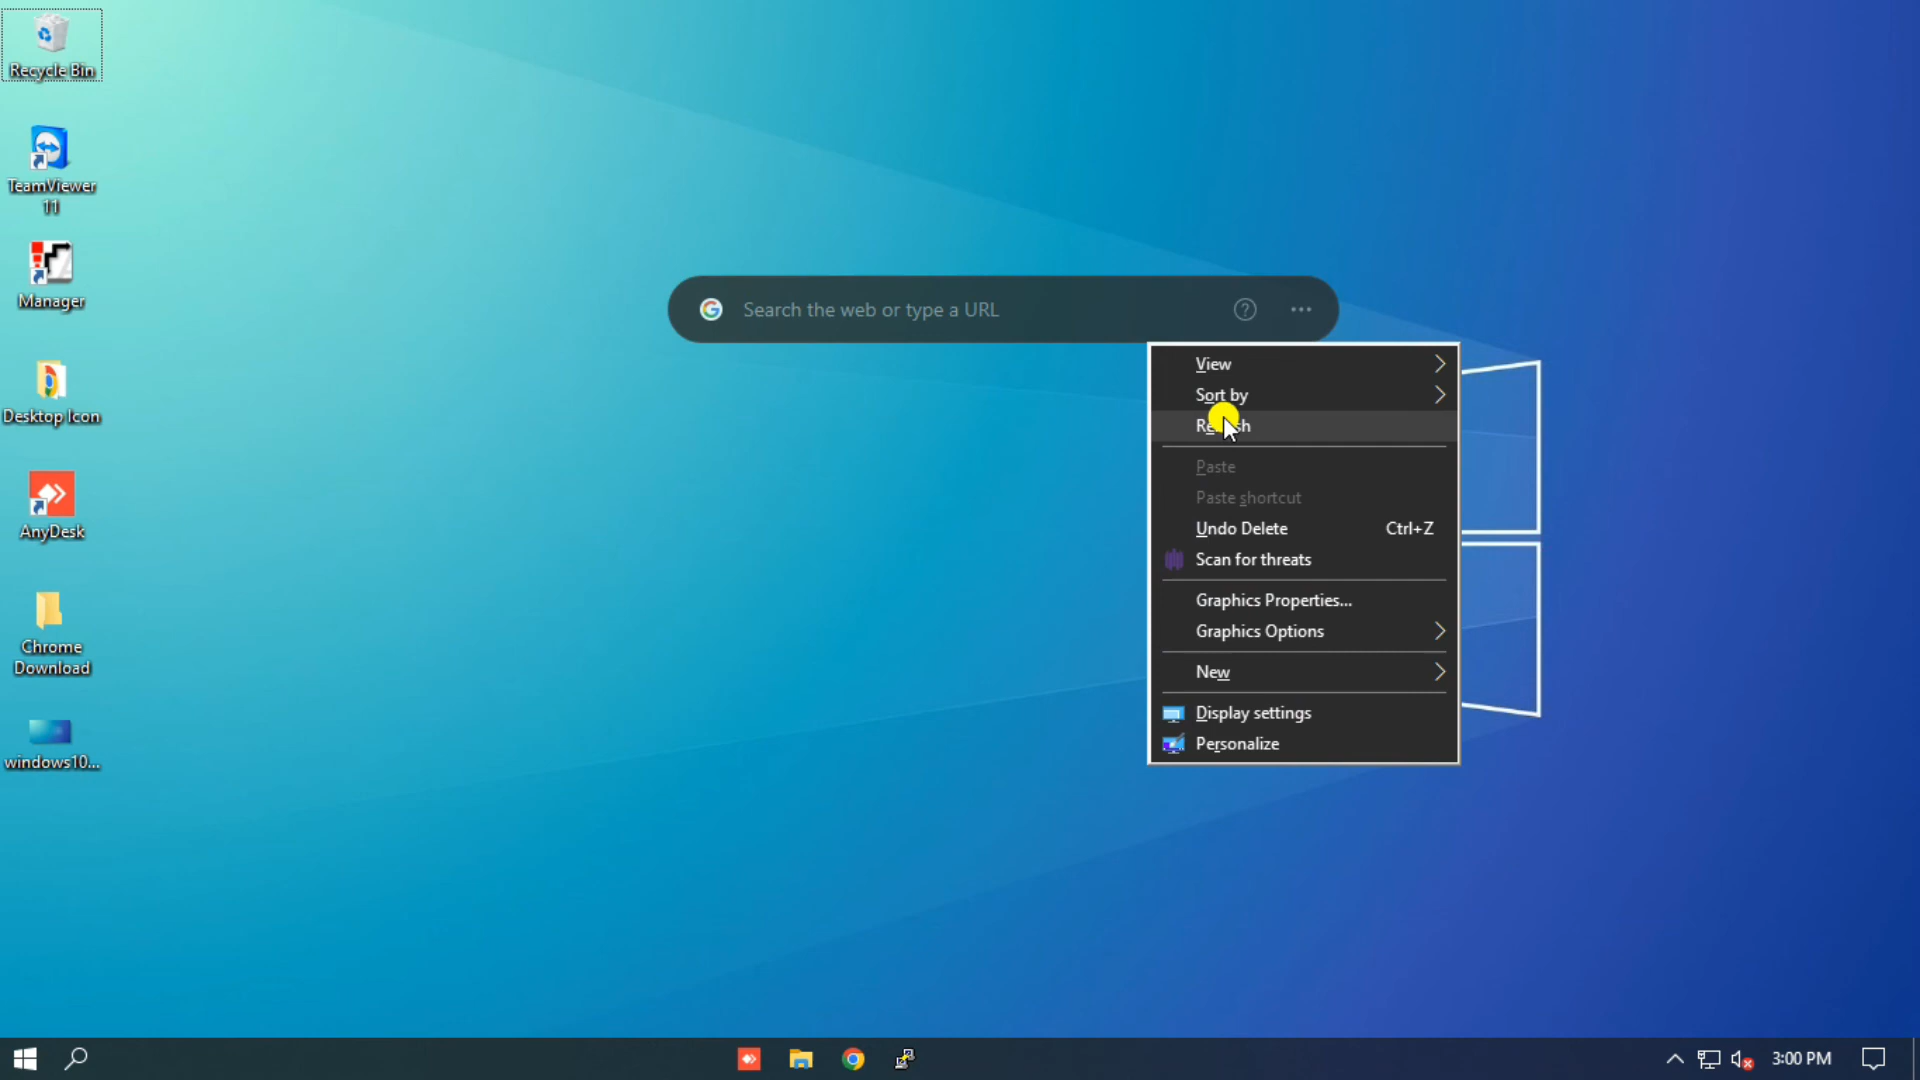 Recycle Bin
TeamViewer
11
Manager
Desktop Icon
AnyDesk
Chrome
Download
windows10...
Search the web or type a URL
View
Sort by
Paste
Paste shortcut
Undo Delete Ctrl+Z
Scan for threats
Graphics Properties...
Graphics Options
New
Display settings
Personalize
3:00 PM